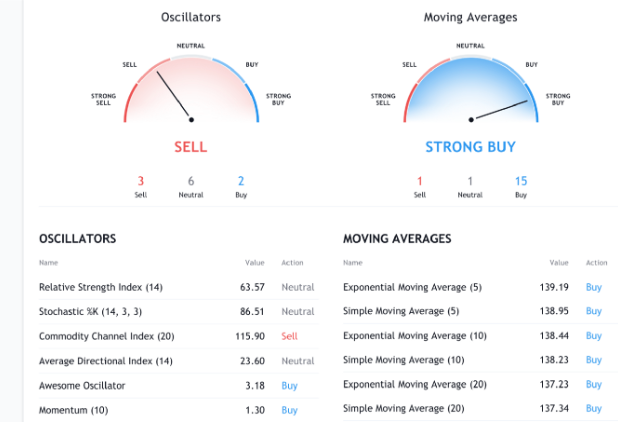 Oscillators
NEUTRAL
SELL
BUY
STRONG
SELL
STRONG
BUY
SELL
3
6
2
Sell
Neutral
Buy
Moving Averages
NEUTRAL
SELL
BUY
STRONG
SELL
STRONG
BUY
STRONG BUY
1
1
15
Sell
Neutral
Buy
OSCILLATORS
Name Value Action
Relative Strength Index (14) 63.57 Neutral
Stochastic %K (14, 3, 3) 86.51 Neutral
Commodity Channel Index (20) 115.90 Sell
Average Directional Index (14) 23.60 Neutral
Awesome Oscillator 3.18 Buy
Momentum (10) 1.30 Buy
MOVING AVERAGES
Name Value Action
Exponential Moving Average (5) 139.19 Buy
Simple Moving Average (5) 138.95 Buy
Exponential Moving Average (10) 138.44 Buy
Simple Moving Average (10) 138.23 Buy
Exponential Moving Average (20) 137.23 Buy
Simple Moving Average (20) 137.34 Buy